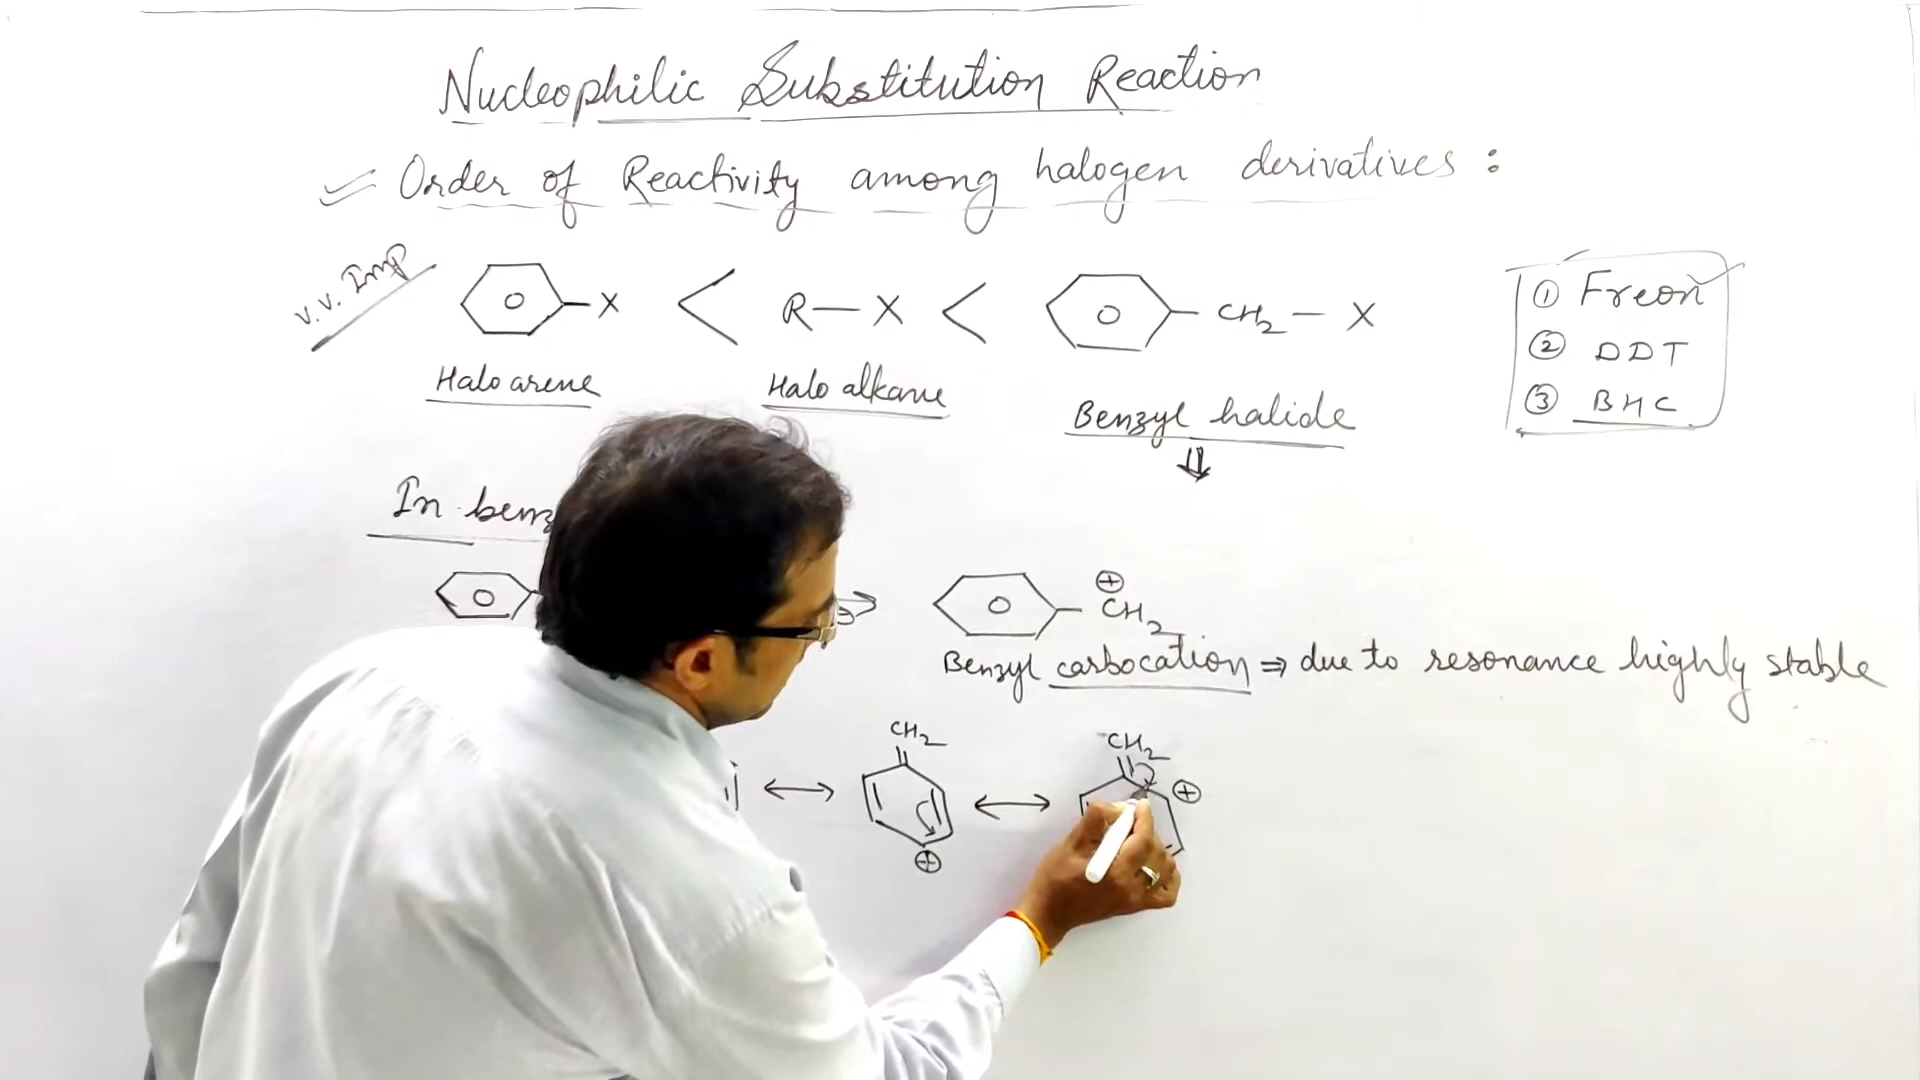 Nucleophilic Substitution Reaction
Order of Reactivity among halogen derivatives :
V.V. Imp
X < R — X < CH2 — X
Halo arene Halo alkane Benzyl halide
① Freon
② DDT
③ BHC
In benz
⊕
CH2
Benzyl carbocation ⇒ due to resonance highly stable
CH2 CH2
⊕ ⊕